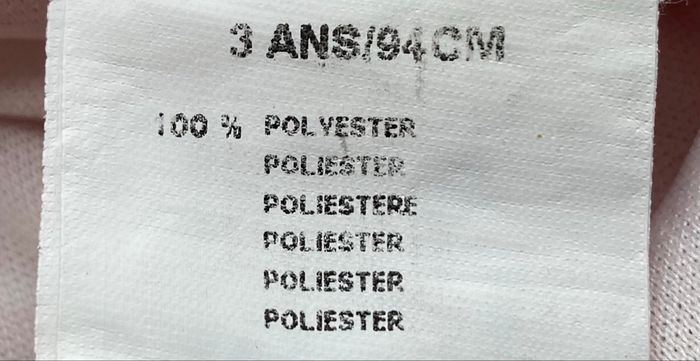 3 ANS/94CM
100 % POLYESTER
POLIESTER
POLIESTERE
POLIESTER
POLIESTER
POLIESTER